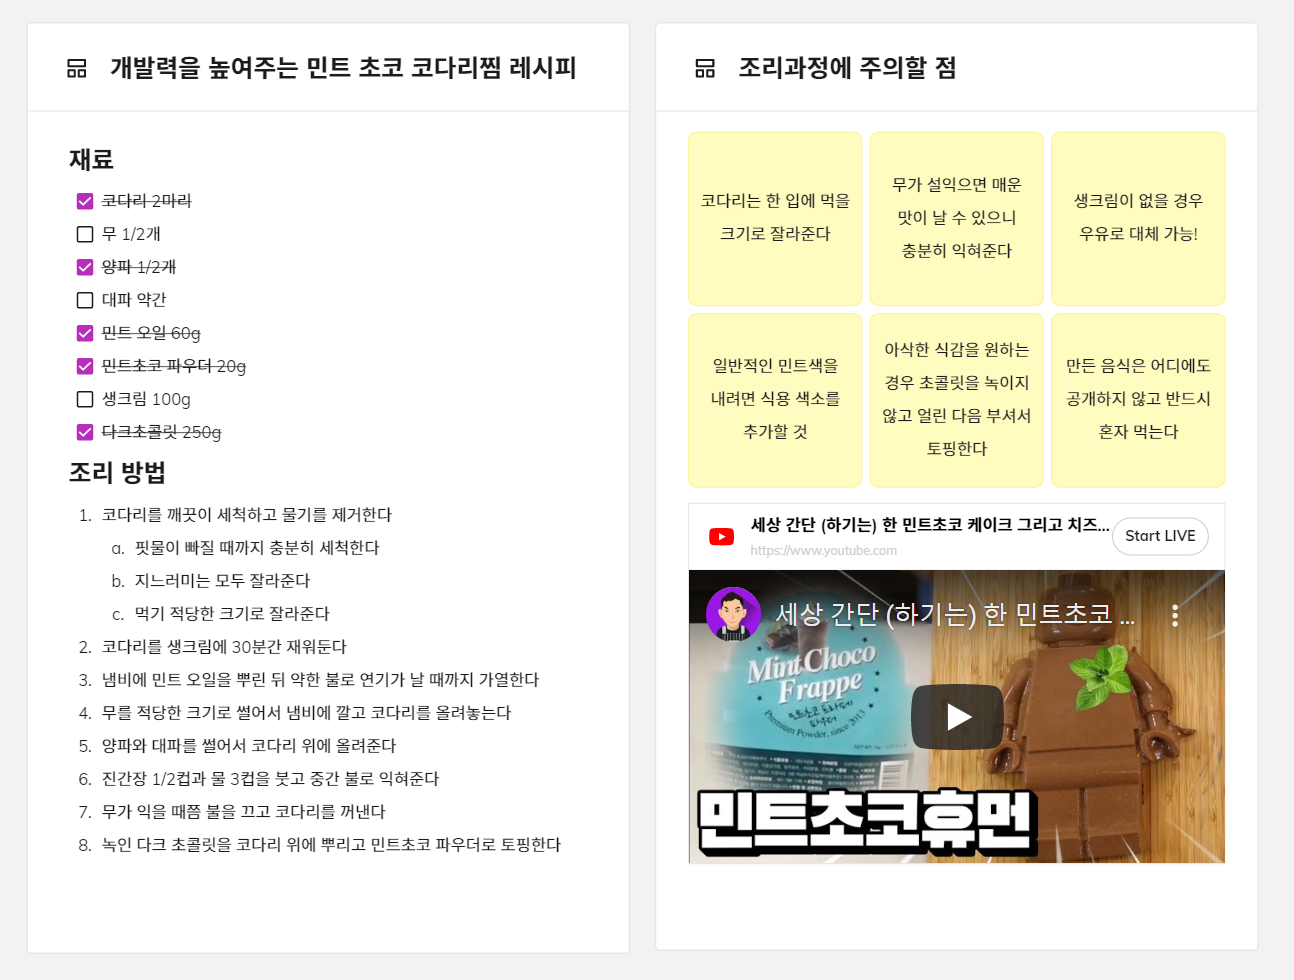 개발력을 높여주는 민트 초코 코다리찜 레시피
재료
코다리 2마리
무 1/2개
양파 1/2개
대파 약간
민트 오일 60g
민트초코 파우더 20g
생크림 100g
다크초콜릿 250g
조리 방법
1. 코다리를 깨끗이 세척하고 물기를 제거한다
a. 핏물이 빠질 때까지 충분히 세척한다
b. 지느러미는 모두 잘라준다
c. 먹기 적당한 크기로 잘라준다
2. 코다리를 생크림에 30분간 재워둔다
3. 냄비에 민트 오일을 뿌린 뒤 약한 불로 연기가 날 때까지 가열한다
4. 무를 적당한 크기로 썰어서 냄비에 깔고 코다리를 올려놓는다
5. 양파와 대파를 썰어서 코다리 위에 올려준다
6. 진간장 1/2컵과 물 3컵을 붓고 중간 불로 익혀준다
7. 무가 익을 때쯤 불을 끄고 코다리를 꺼낸다
8. 녹인 다크 초콜릿을 코다리 위에 뿌리고 민트초코 파우더로 토핑한다
조리과정에 주의할 점
코다리는 한 입에 먹을
크기로 잘라준다
무가 설익으면 매운
맛이 날 수 있으니
충분히 익혀준다
생크림이 없을 경우
우유로 대체 가능!
일반적인 민트색을
내려면 식용 색소를
추가할 것
아삭한 식감을 원하는
경우 초콜릿을 녹이지
않고 얼린 다음 부셔서
토핑한다
만든 음식은 어디에도
공개하지 않고 반드시
혼자 먹는다
세상 간단 (하기는) 한 민트초코 케이크 그리고 치즈...
https://www.youtube.com
Start LIVE
세상 간단 (하기는) 한 민트초코 ...
Mint Choco
Frappe
민트초코 프라페
파우더
Premium Powder, since 2013
민트초코휴먼